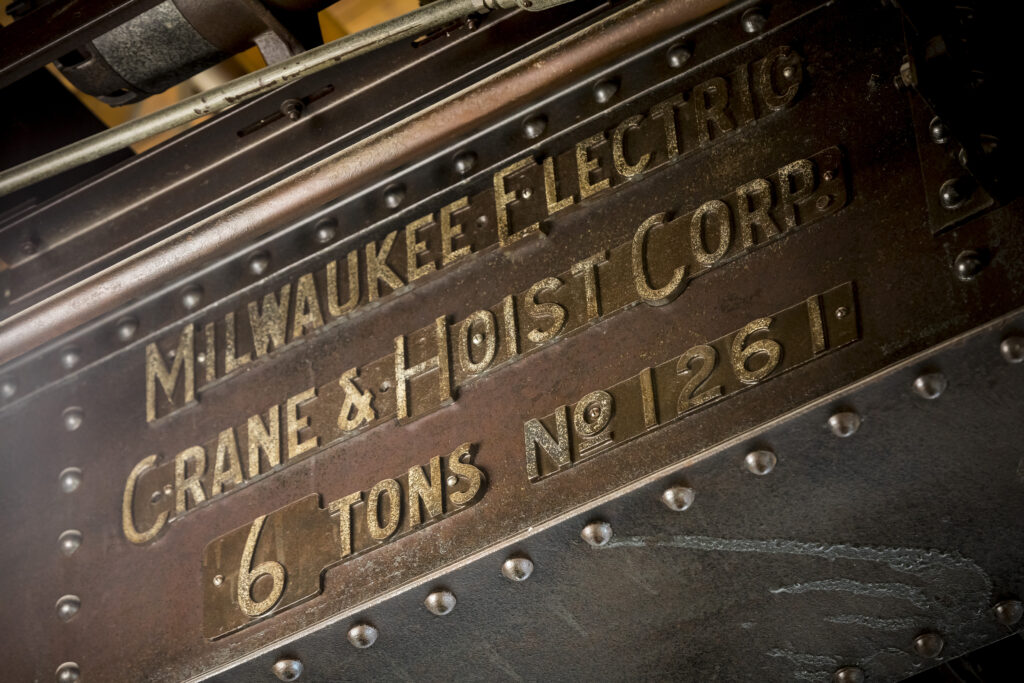 MILWAUKEE ELECTRIC
CRANE & HOIST CORP.
6 TONS Nº 1261